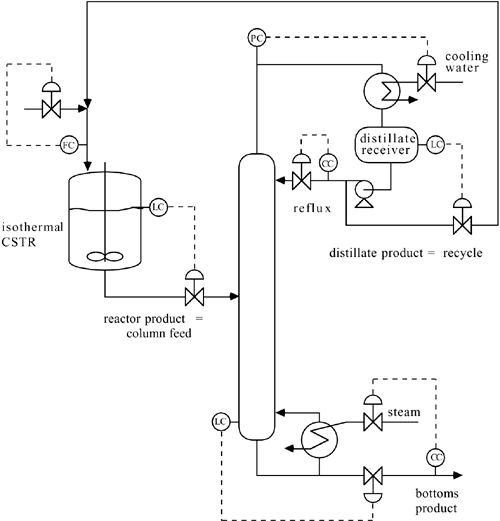 PC
cooling
water
FC
distillate
receiver
LC
CC
LC
reflux
isothermal
CSTR
distillate product = recycle
reactor product =
column feed
LC
steam
CC
bottoms
product